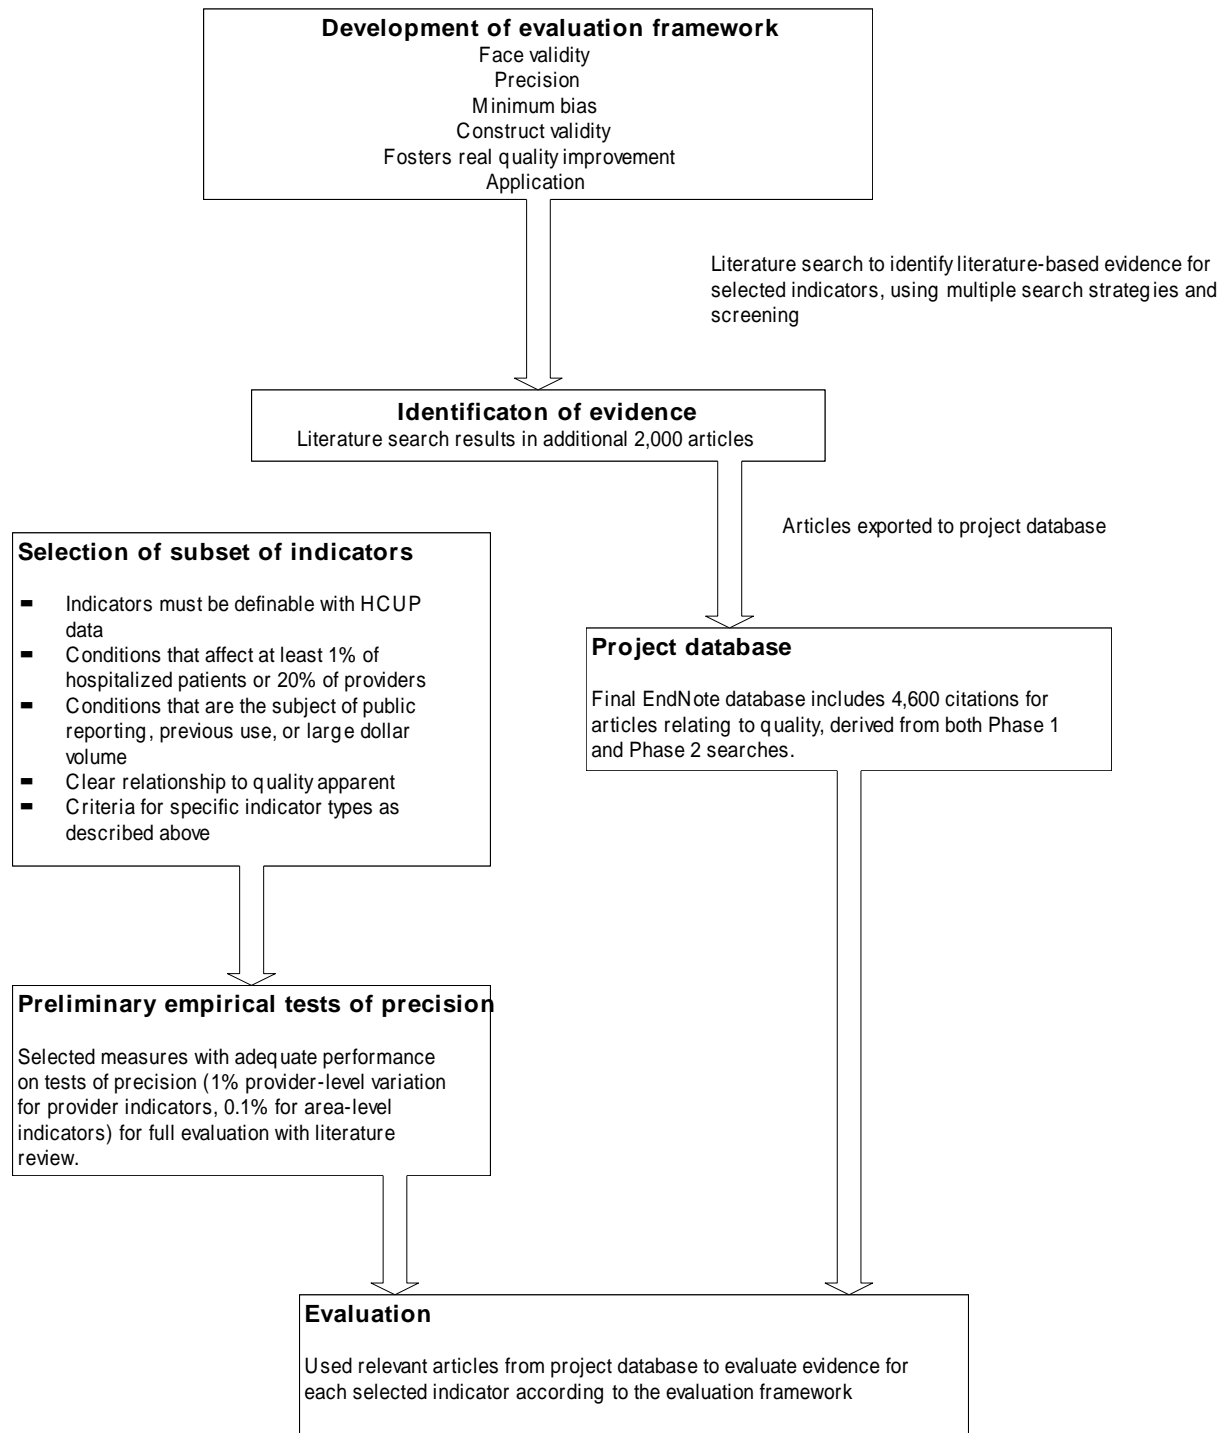 Development of evaluation framework
Face validity
Precision
Minimum bias
Construct validity
Fosters real quality improvement
Application
Literature search to identify literature-based evidence for
selected indicators, using multiple search strategies and
screening
Identificaton of evidence
Literature search results in additional 2,000 articles
Articles exported to project database
Selection of subset of indicators
- Indicators must be definable with HCUP
data
- Conditions that affect at least 1% of
hospitalized patients or 20% of providers
- Conditions that are the subject of public
reporting, previous use, or large dollar
volume
- Clear relationship to quality apparent
- Criteria for specific indicator types as
described above
Project database
Final EndNote database includes 4,600 citations for
articles relating to quality, derived from both Phase 1
and Phase 2 searches.
Preliminary empirical tests of precision
Selected measures with adequate performance
on tests of precision (1% provider-level variation
for provider indicators, 0.1% for area-level
indicators) for full evaluation with literature
review.
Evaluation
Used relevant articles from project database to evaluate evidence for
each selected indicator according to the evaluation framework